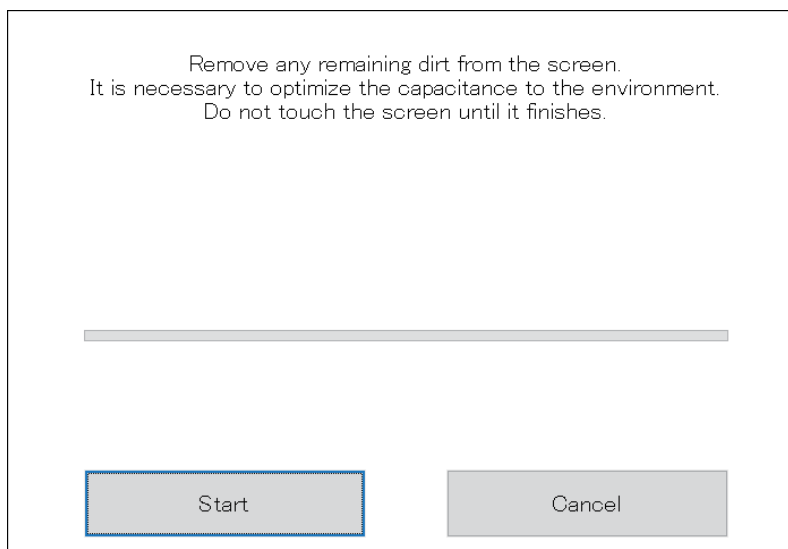 Remove any remaining dirt from the screen.
It is necessary to optimize the capacitance to the environment.
Do not touch the screen until it finishes.
Start
Cancel